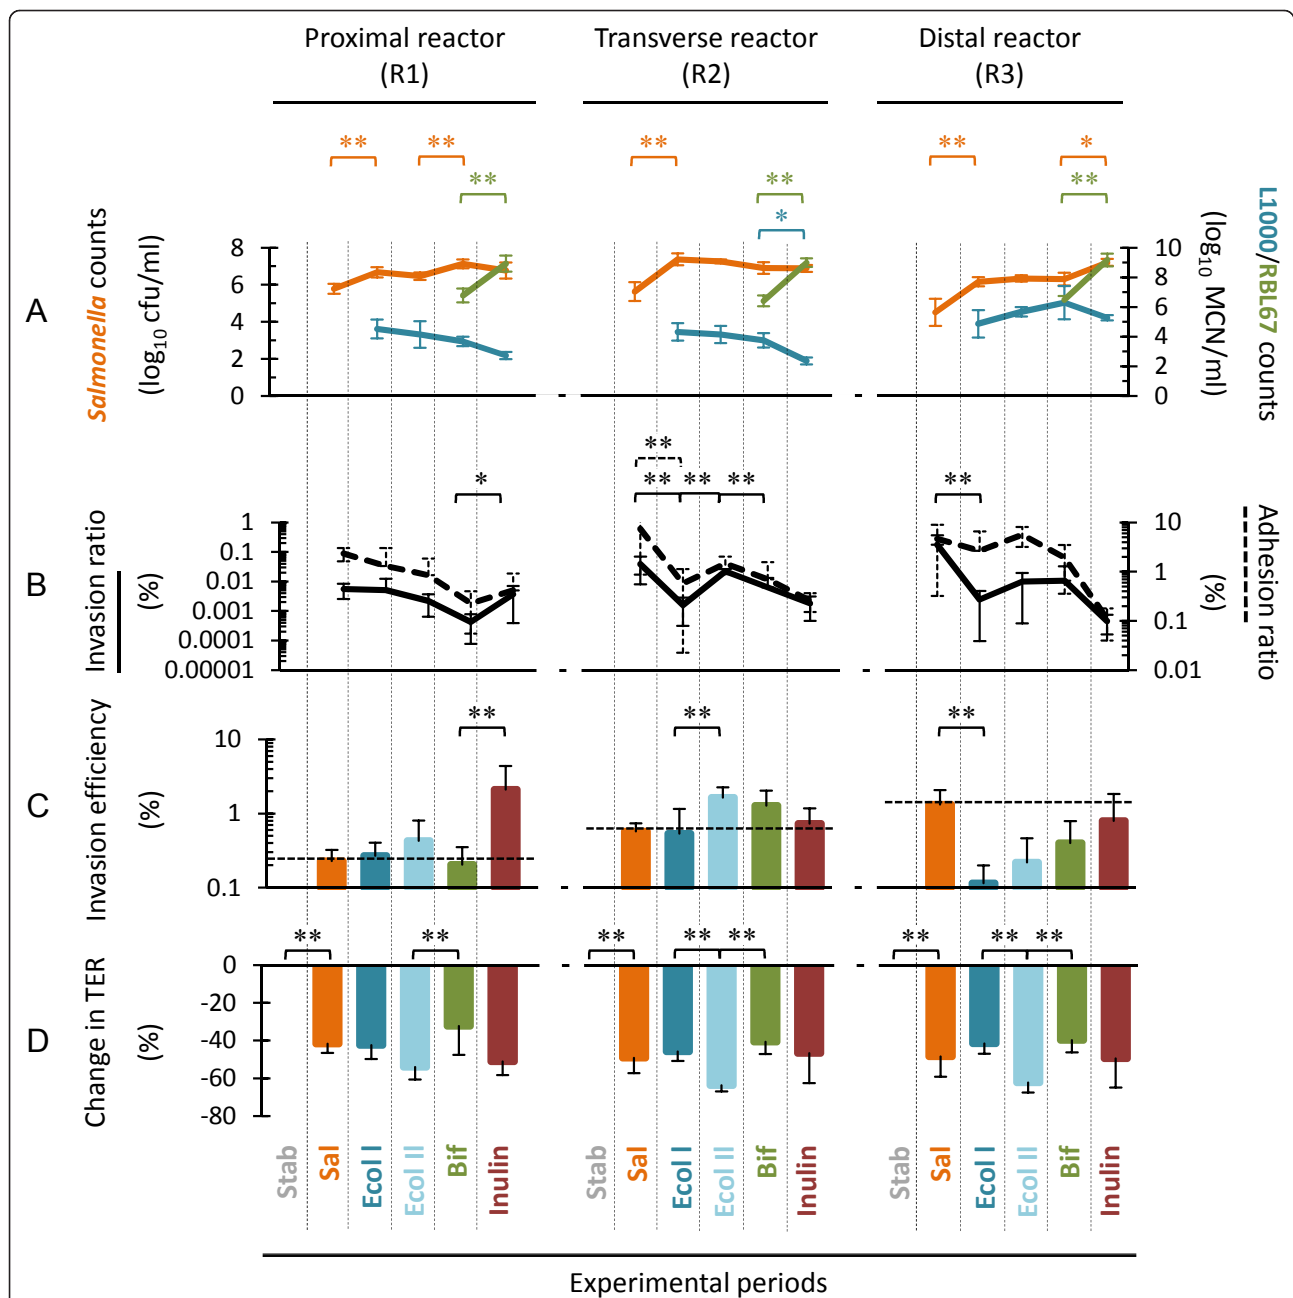 Proximal reactor
(R1)
Transverse reactor
(R2)
Distal reactor
(R3)
** ** **
** ** *
** * **
A
Salmonella counts
(log10 cfu/ml)
8
6
4
2
0
10
8
6
4
2
0
(log10 MCN/ml)
L1000/RBL67 counts
B
Invasion ratio
(%)
1
0.1
0.01
0.001
0.0001
0.00001
*
**
** ** **
**
10
1
0.1
0.01
(%)
Adhesion ratio
C
Invasion efficiency
(%)
10
1
0.1
**
**
**
D
Change in TER
(%)
0
-20
-40
-60
-80
** **
** ** **
** ** **
Stab Sal Ecol I Ecol II Bif Inulin
Stab Sal Ecol I Ecol II Bif Inulin
Stab Sal Ecol I Ecol II Bif Inulin
Experimental periods